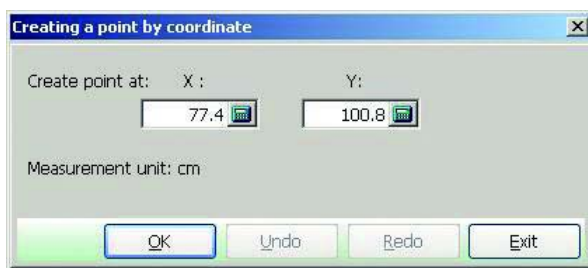 Creating a point by coordinate
Create point at: X : Y:
77.4 100.8
Measurement unit: cm
OK Undo Redo Exit